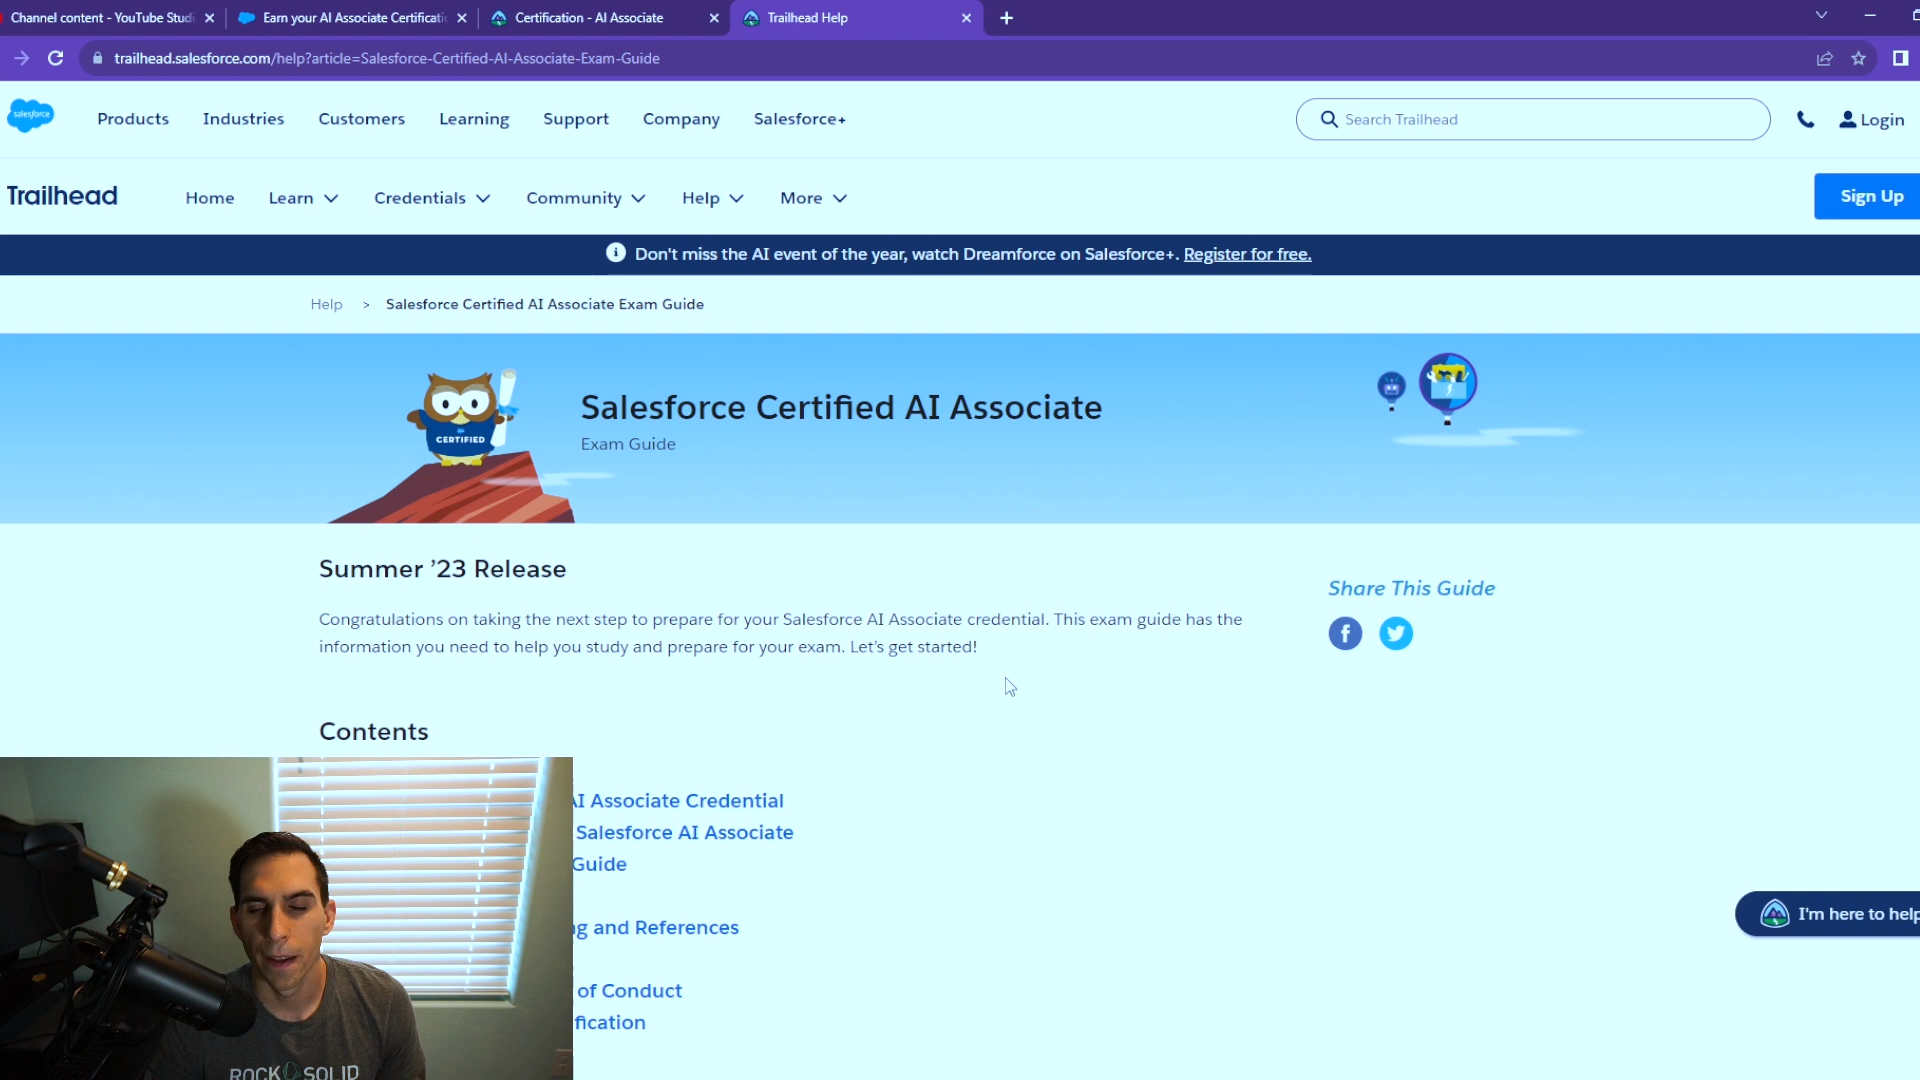 Channel content - YouTube Studi
Earn your AI Associate Certificati
Certification - AI Associate
Trailhead Help
trailhead.salesforce.com/help?article=Salesforce-Certified-AI-Associate-Exam-Guide
salesforce
Products
Industries
Customers
Learning
Support
Company
Salesforce+
Search Trailhead
Login
Trailhead
Home
Learn
Credentials
Community
Help
More
Sign Up
Don't miss the AI event of the year, watch Dreamforce on Salesforce+. Register for free.
Help > Salesforce Certified AI Associate Exam Guide
CERTIFIED
Salesforce Certified AI Associate
Exam Guide
Summer ’23 Release
Congratulations on taking the next step to prepare for your Salesforce AI Associate credential. This exam guide has the
information you need to help you study and prepare for your exam. Let’s get started!
Share This Guide
Contents
AI Associate Credential
Salesforce AI Associate
Guide
ng and References
of Conduct
fication
I'm here to help
ROCK SOLID